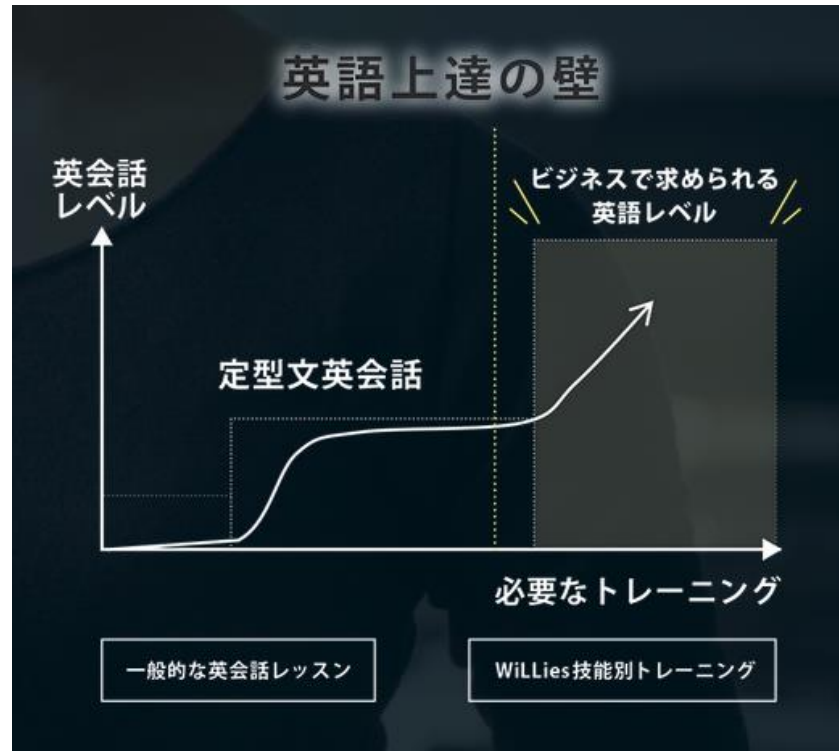 英語上達の壁
英会話
レベル
ビジネスで求められる
英語レベル
定型文英会話
必要なトレーニング
一般的な英会話レッスン
WiLLies技能別トレーニング